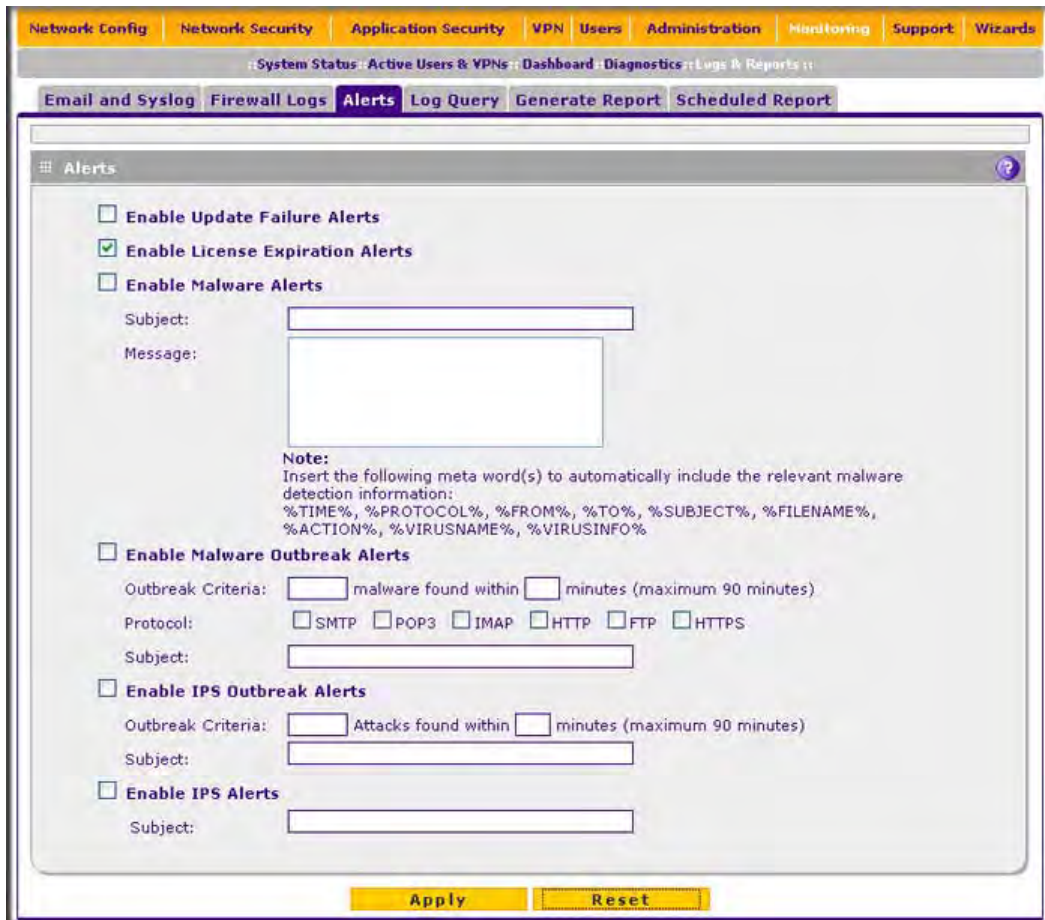 Network Config Network Security Application Security VPN Users Administration Monitoring Support Wizards
:: System Status :: Active Users & VPNs :: Dashboard :: Diagnostics :: Logs & Reports ::
Email and Syslog Firewall Logs Alerts Log Query Generate Report Scheduled Report
Alerts ?
Enable Update Failure Alerts
Enable License Expiration Alerts
Enable Malware Alerts
Subject:
Message:
Note:
Insert the following meta word(s) to automatically include the relevant malware
detection information:
%TIME%, %PROTOCOL%, %FROM%, %TO%, %SUBJECT%, %FILENAME%,
%ACTION%, %VIRUSNAME%, %VIRUSINFO%
Enable Malware Outbreak Alerts
Outbreak Criteria: malware found within minutes (maximum 90 minutes)
Protocol: SMTP POP3 IMAP HTTP FTP HTTPS
Subject:
Enable IPS Outbreak Alerts
Outbreak Criteria: Attacks found within minutes (maximum 90 minutes)
Subject:
Enable IPS Alerts
Subject:
Apply Reset